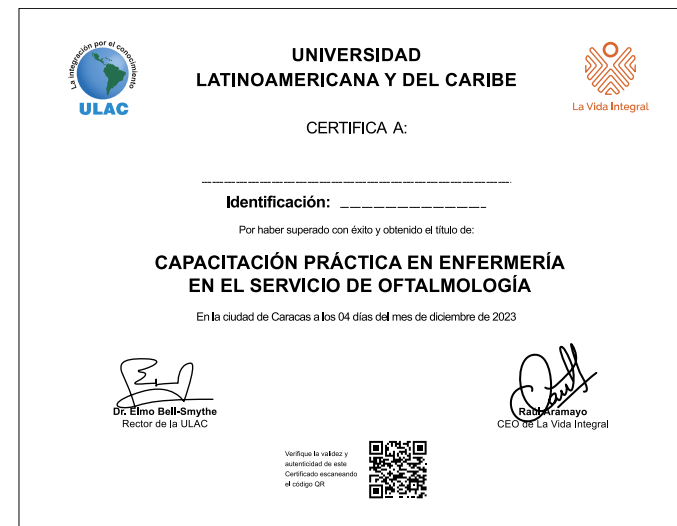 La integración por el conocimiento
ULAC
UNIVERSIDAD
LATINOAMERICANA Y DEL CARIBE
La Vida Integral
CERTIFICA A:
Identificación:
Por haber superado con éxito y obtenido el título de:
CAPACITACIÓN PRÁCTICA EN ENFERMERÍA
EN EL SERVICIO DE OFTALMOLOGÍA
En la ciudad de Caracas a los 04 días del mes de diciembre de 2023
Dr. Elmo Bell-Smythe
Rector de la ULAC
Raúl Aramayo
CEO de La Vida Integral
Verifique la validez y
autenticidad de este
Certificado escaneando
el código QR